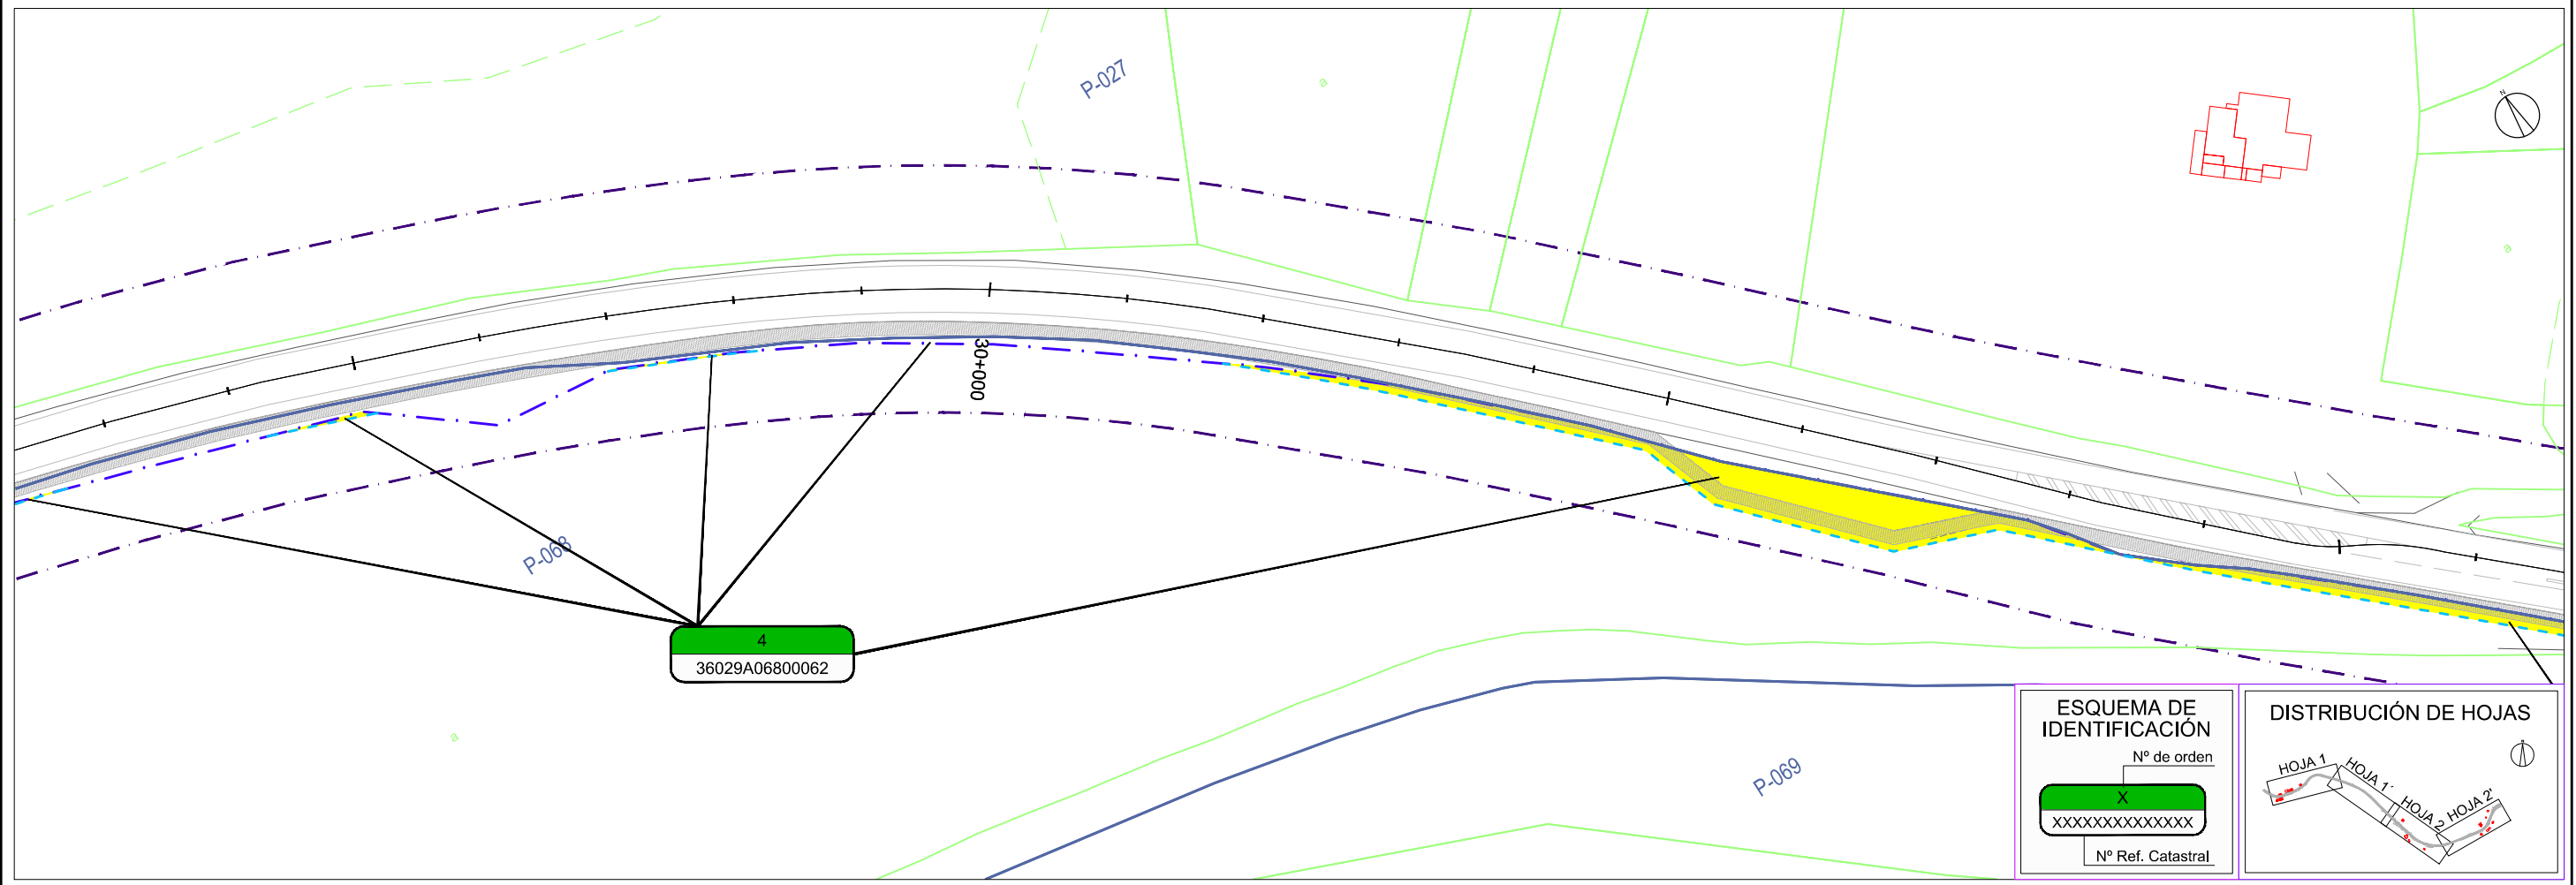 P-027
a
N
a
30+000
P-068
4
36029A06800062
a
P-069
ESQUEMA DE
IDENTIFICACIÓN
Nº de orden
X
XXXXXXXXXXXXXX
Nº Ref. Catastral
DISTRIBUCIÓN DE HOJAS
N
HOJA 1
HOJA 1´
HOJA 2
HOJA 2'